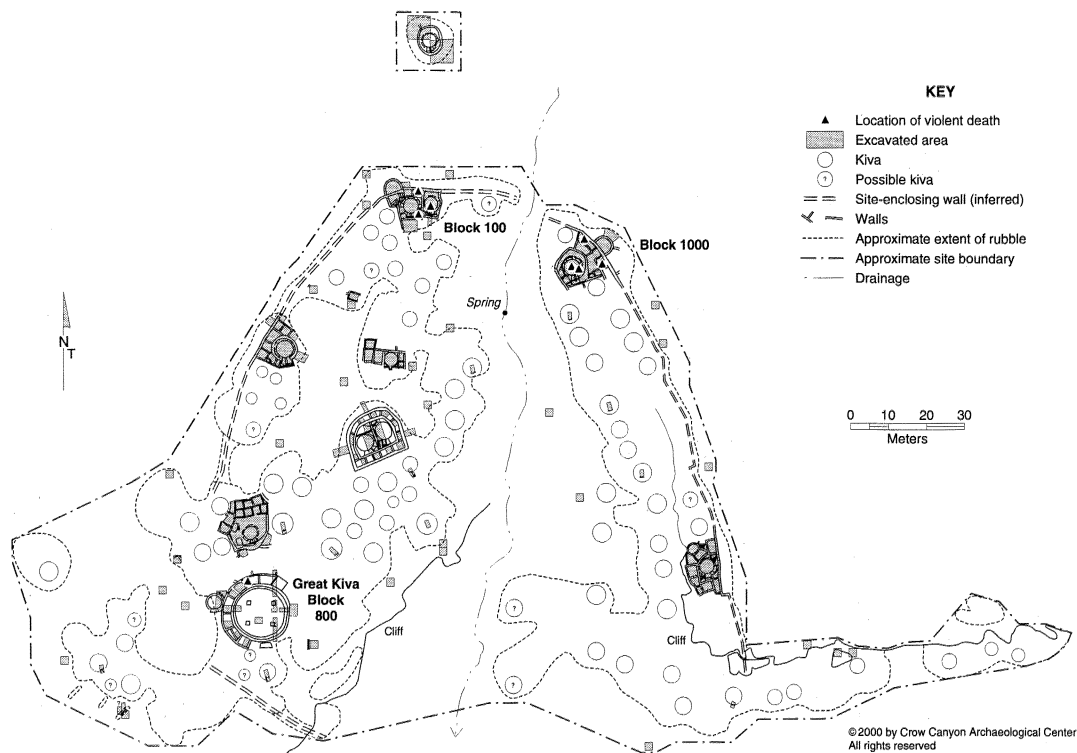 KEY
Location of violent death
Excavated area
Kiva
? Possible kiva
Site-enclosing wall (inferred)
Walls
Approximate extent of rubble
Approximate site boundary
Drainage
Block 100
Block 1000
Spring
N
T
0 10 20 30
Meters
Great Kiva
Block
800
Cliff
Cliff
?
?
?
?
?
?
?
?
?
?
?
©2000 by Crow Canyon Archaeological Center
All rights reserved